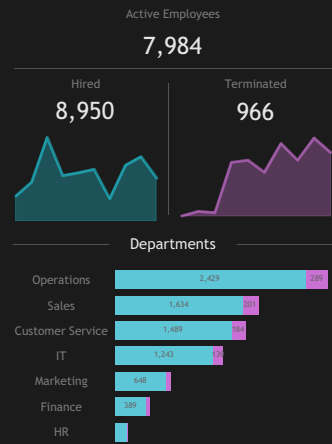 Active Employees
7,984
Hired Terminated
8,950 966
Departments
Operations 2,429 289
Sales 1,634 201
Customer Service 1,489 184
IT 1,243 139
Marketing 648
Finance 389
HR